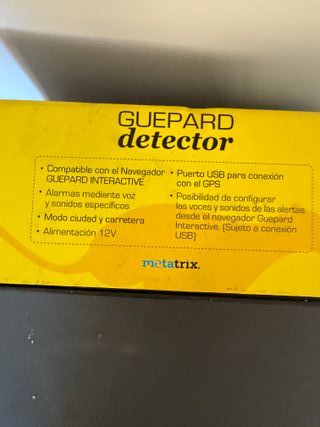 GUEPARD
detector
• Compatible con el Navegador
GUEPARD INTERACTIVE
• Alarmas mediante voz
y sonidos específicos
• Modo ciudad y carretera
• Alimentación 12V
• Puerto USB para conexión
con el GPS
• Posibilidad de configurar
las voces y sonidos de las alertas
desde el navegador Guepard
Interactive. (Sujeto a conexión
USB)
metatrix.